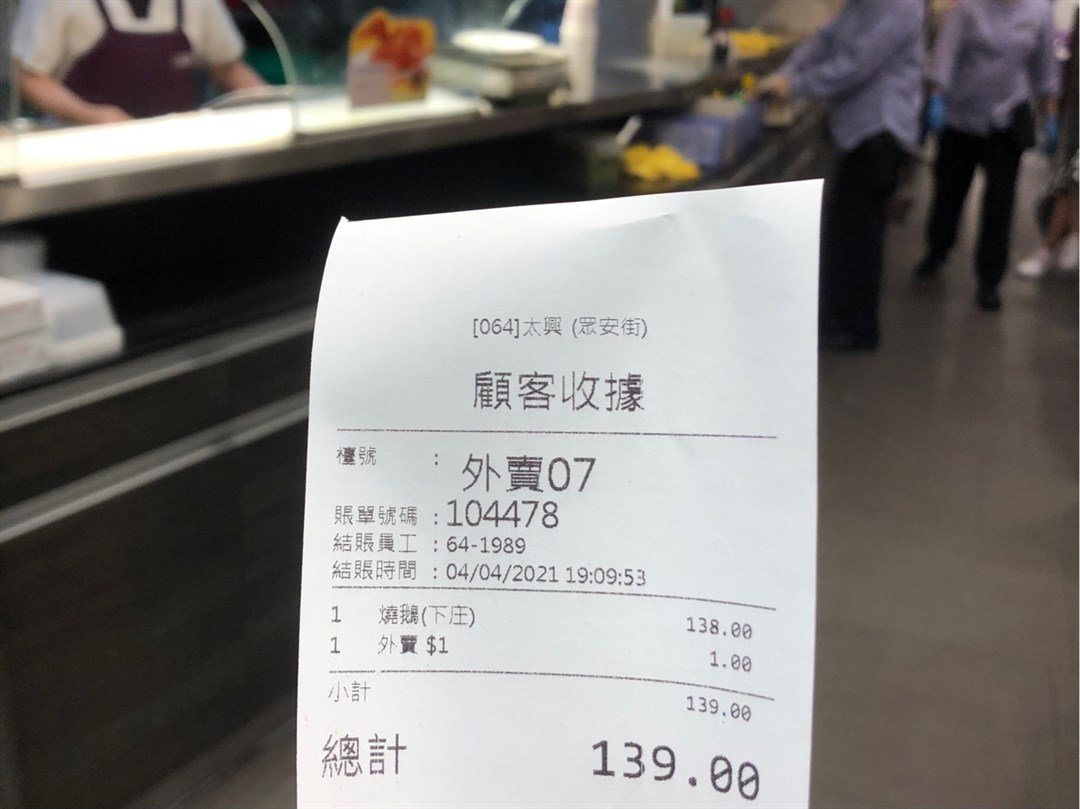 [064]太興 (眾安街)
顧客收據
檯號 : 外賣07
賬單號碼 : 104478
結賬員工 : 64-1989
結賬時間 : 04/04/2021 19:09:53
1 燒鵝(下庄) 138.00
1 外賣 $1 1.00
小計 139.00
總計 139.00